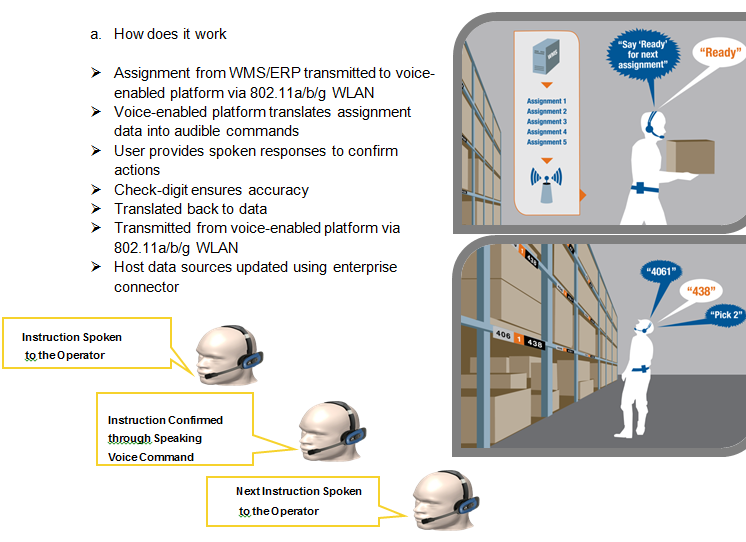 a. How does it work
➤ Assignment from WMS/ERP transmitted to voice-
enabled platform via 802.11a/b/g WLAN
➤ Voice-enabled platform translates assignment
data into audible commands
➤ User provides spoken responses to confirm
actions
➤ Check-digit ensures accuracy
➤ Translated back to data
➤ Transmitted from voice-enabled platform via
802.11a/b/g WLAN
➤ Host data sources updated using enterprise
connector
Instruction Spoken
to the Operator
Instruction Confirmed
through Speaking
Voice Command
Next Instruction Spoken
to the Operator
Assignment 1
Assignment 2
Assignment 3
Assignment 4
Assignment 5
"Say 'Ready'
for next
assignment"
"Ready"
"4061"
"438"
"Pick 2"
406 1 438